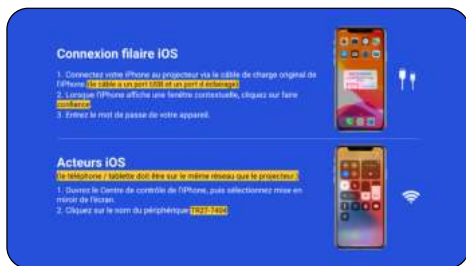 Connexion filaire iOS
1. Connectez votre iPhone au projecteur via le câble de charge original de
l'iPhone (le câble a un port USB et un port d'éclairage)
2. Lorsque l'iPhone affiche une fenêtre contextuelle, cliquez sur faire
confiance
3. Entrez le mot de passe de votre appareil.
Acteurs iOS
(le téléphone / tablette doit être sur le même réseau que le projecteur.)
1. Ouvrez le Centre de contrôle de l'iPhone, puis sélectionnez mise en
miroir de l'écran.
2. Cliquez sur le nom du périphérique TR27-7404